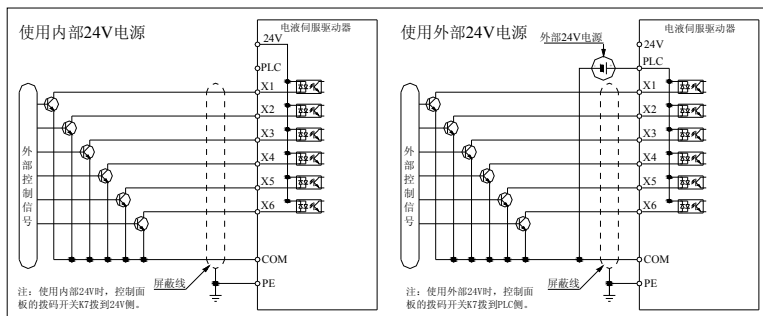 使用内部24V电源
电液伺服驱动器
24V
PLC
X1
X2
X3
X4
X5
X6
COM
PE
外部控制信号
屏蔽线
注：使用内部24V时，控制面
板的拨码开关K7拨到24V侧。
使用外部24V电源
外部24V电源
电液伺服驱动器
24V
PLC
X1
X2
X3
X4
X5
X6
COM
PE
外部控制信号
屏蔽线
注：使用外部24V时，控制面
板的拨码开关K7拨到PLC侧。